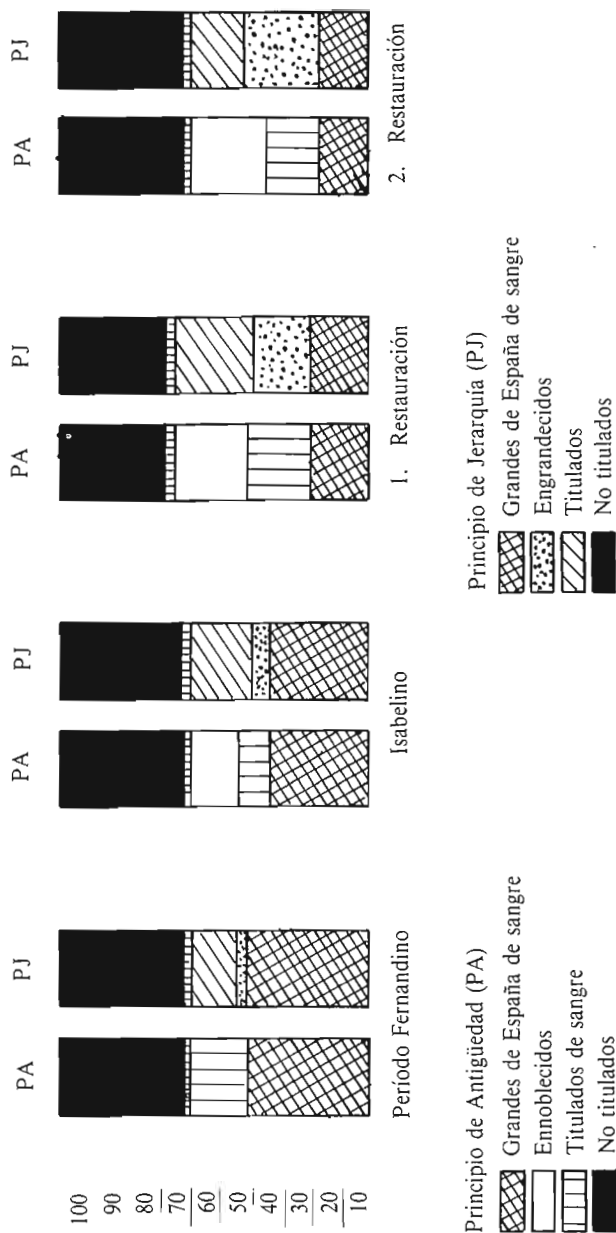 PA PJ PA PJ PA PJ PA PJ
100
90
80
70
60
50
40
30
20
10
Período Fernandino Isabelino 1. Restauración 2. Restauración
Principio de Antigüedad (PA)
Grandes de España de sangre
Ennoblecidos
Titulados de sangre
No titulados
Principio de Jerarquía (PJ)
Grandes de España de sangre
Engrandecidos
Titulados
No titulados